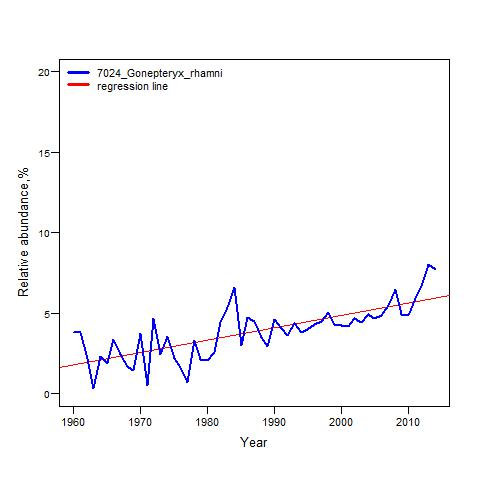 7024_Gonepteryx_rhamni
regression line
20
15
10
5
0
Relative abundance,%
1960 1970 1980 1990 2000 2010
Year